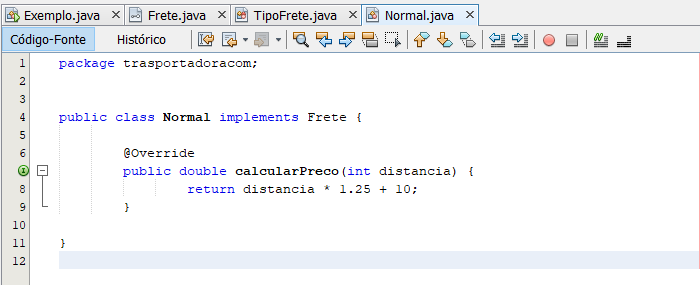 Exemplo.java Frete.java TipoFrete.java Normal.java
Código-Fonte Histórico
1 package trasportadoracom;
2
3
4 public class Normal implements Frete {
5
6 @Override
7 public double calcularPreco(int distancia) {
8 return distancia * 1.25 + 10;
9 }
10
11 }
12